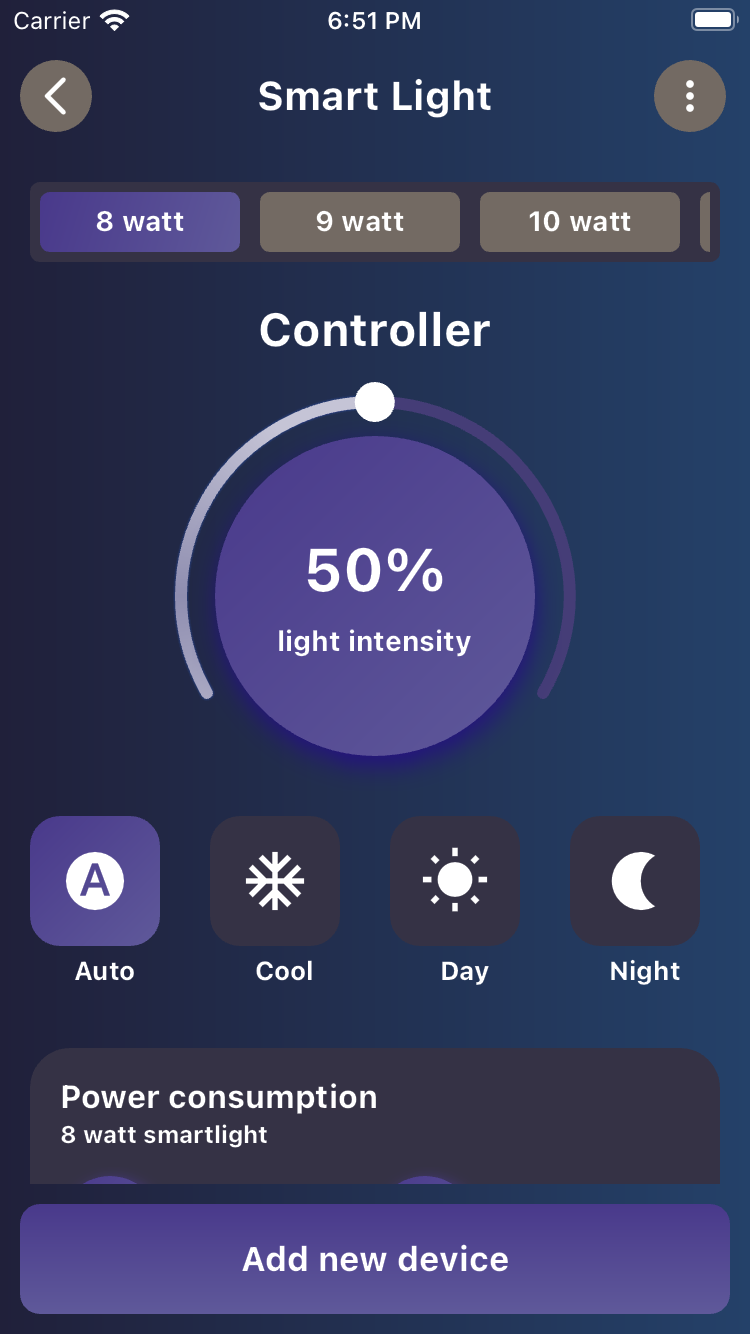 Carrier 6:51 PM
Smart Light
8 watt 9 watt 10 watt
Controller
50%
light intensity
A
Auto Cool Day Night
Power consumption
8 watt smartlight
Add new device